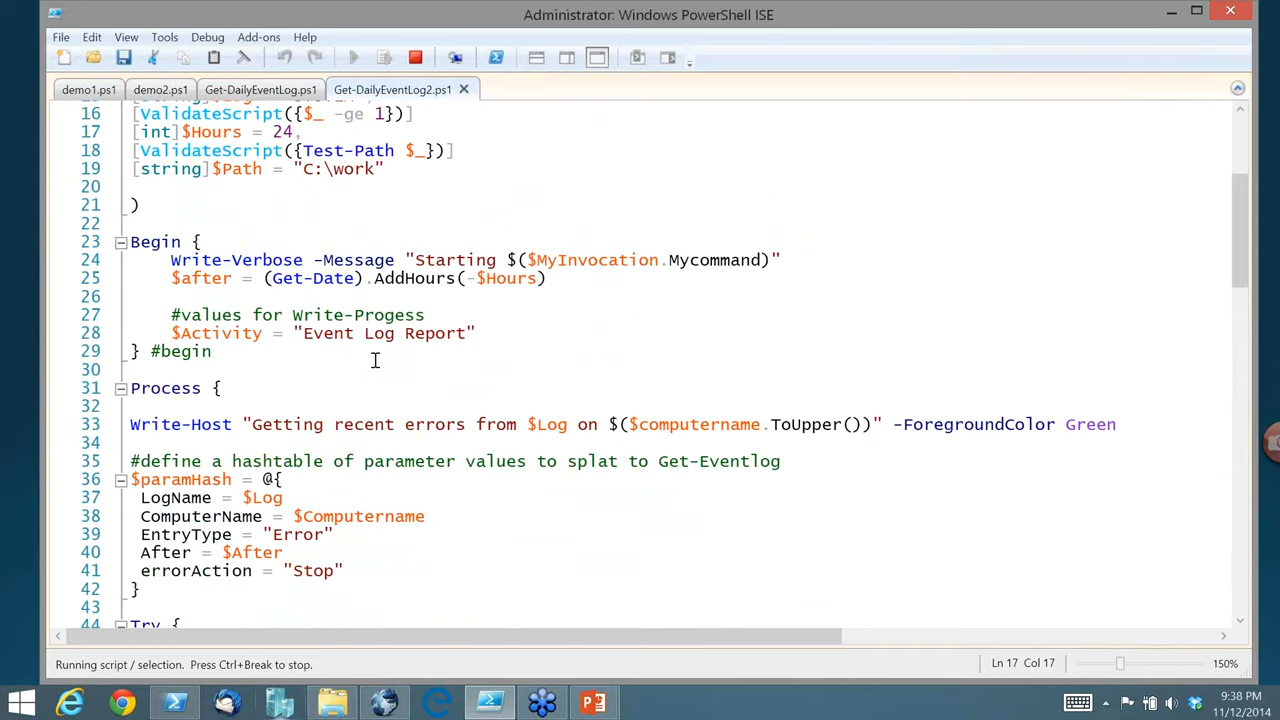 Administrator: Windows PowerShell ISE
File Edit View Tools Debug Add-ons Help
demo1.ps1 demo2.ps1 Get-DailyEventLog.ps1 Get-DailyEventLog2.ps1
16 [ValidateScript({$_ -ge 1})]
17 [int]$Hours = 24,
18 [ValidateScript({Test-Path $_})]
19 [string]$Path = "C:\work"
20
21 )
22
23 Begin {
24 Write-Verbose -Message "Starting $($MyInvocation.Mycommand)"
25 $after = (Get-Date).AddHours(-$Hours)
26
27 #values for Write-Progess
28 $Activity = "Event Log Report"
29 } #begin
30
31 Process {
32
33 Write-Host "Getting recent errors from $Log on $($computername.ToUpper())" -ForegroundColor Green
34
35 #define a hashtable of parameter values to splat to Get-Eventlog
36 $paramHash = @{
37 LogName = $Log
38 ComputerName = $Computername
39 EntryType = "Error"
40 After = $After
41 errorAction = "Stop"
42 }
43
44 Try {
Running script / selection. Press Ctrl+Break to stop. Ln 17 Col 17 150%
9:38 PM
11/12/2014